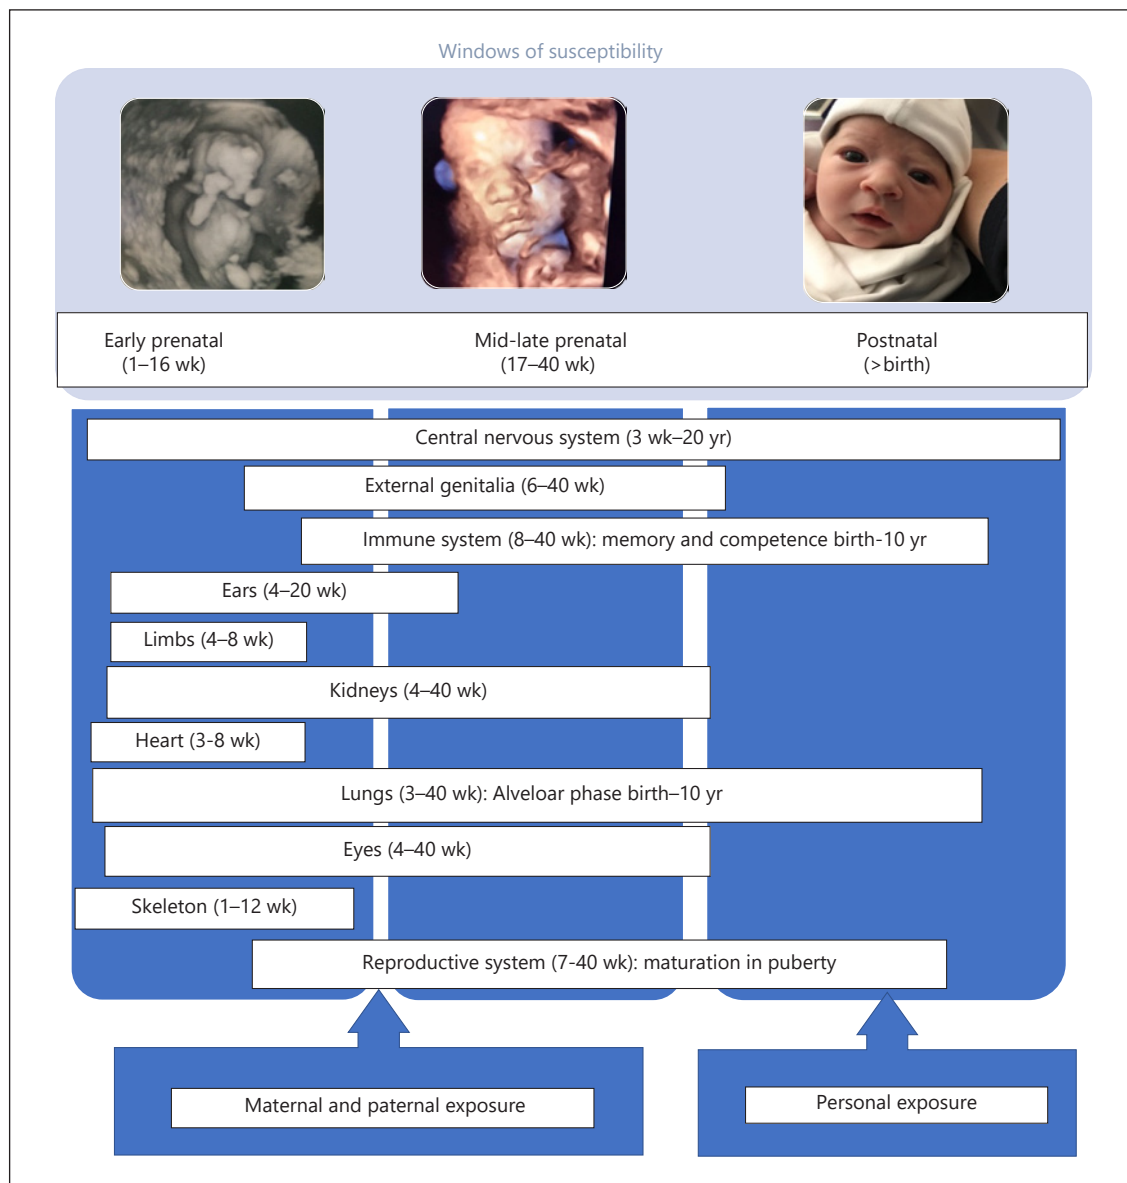 Windows of susceptibility
Early prenatal
(1–16 wk)
Mid-late prenatal
(17–40 wk)
Postnatal
(>birth)
Central nervous system (3 wk–20 yr)
External genitalia (6–40 wk)
Immune system (8–40 wk): memory and competence birth-10 yr
Ears (4–20 wk)
Limbs (4–8 wk)
Kidneys (4–40 wk)
Heart (3-8 wk)
Lungs (3–40 wk): Alveloar phase birth–10 yr
Eyes (4–40 wk)
Skeleton (1–12 wk)
Reproductive system (7-40 wk): maturation in puberty
Maternal and paternal exposure
Personal exposure